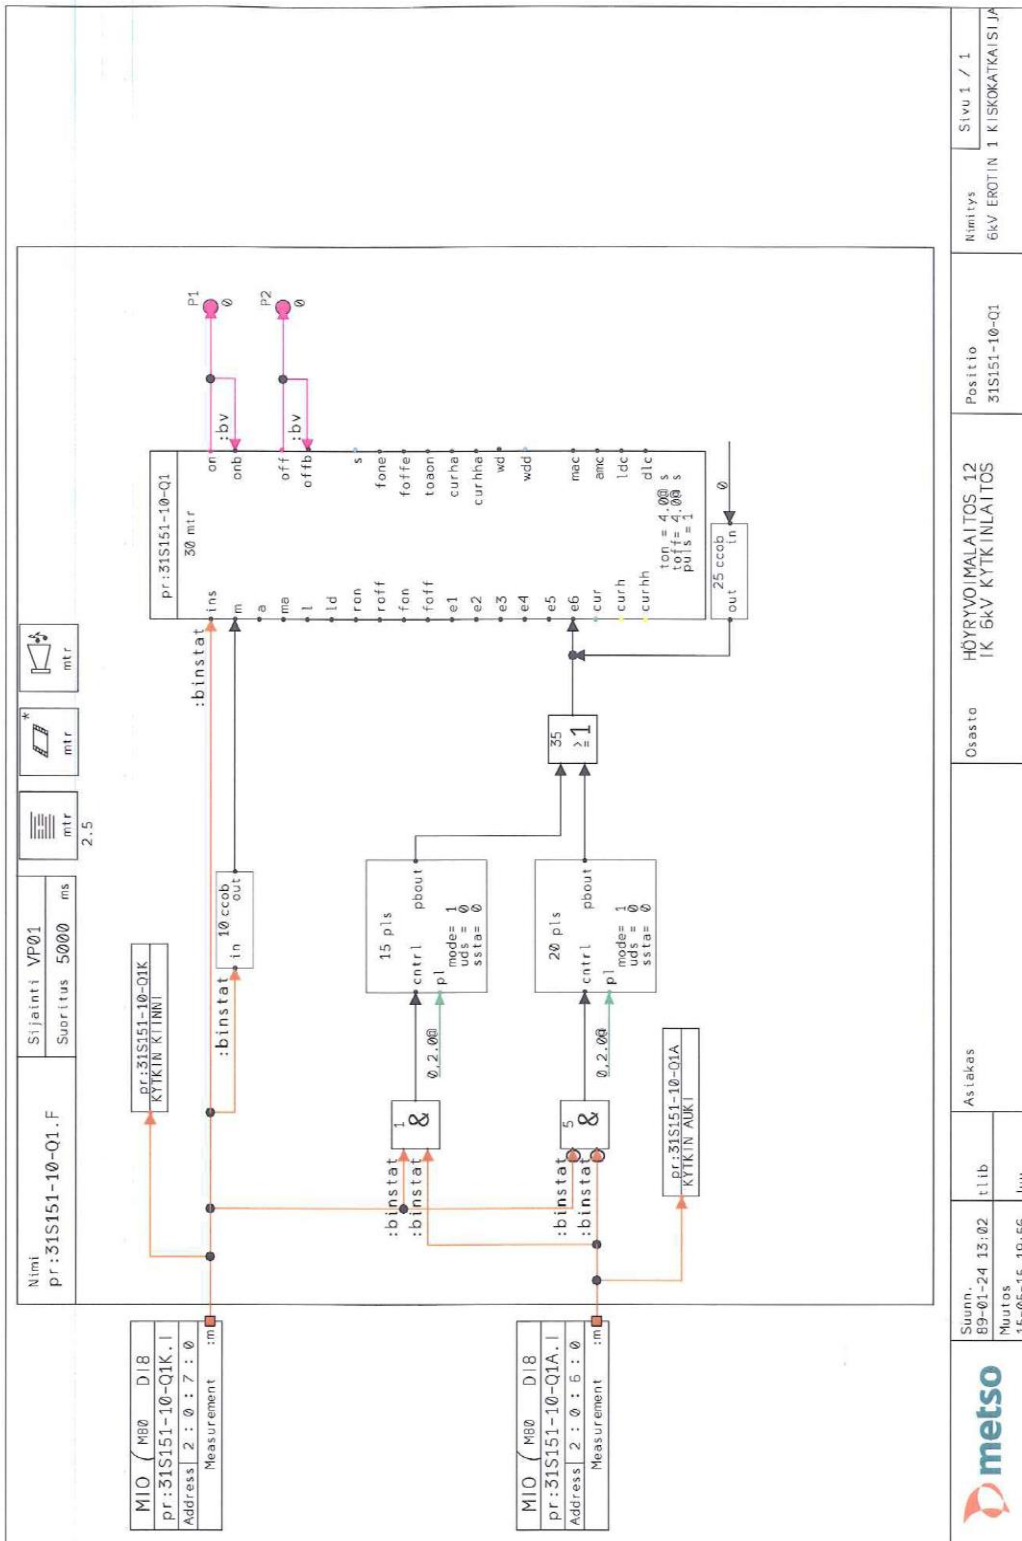 Nimi
pr:31S151-10-Q1.F
Sijainti VP01
Suoritus 5000 ms
mtr
2.5
mtr
*
mtr
MIO ( M80 DI8
pr:31S151-10-Q1K.I
Address 2 : 0 : 7 : 0
Measurement :m
pr:31S151-10-Q1K
KYTKIN KIINNI
:binstat
in 10 ccob out
:binstat
pr:31S151-10-Q1
30 mtr
ins
m
a
ma
l
ld
ron
roff
fon
foff
e1
e2
e3
e4
e5
e6
cur
curh
curhh
on
onb
off
offb
s
fone
foffe
toaon
curha
curhha
wd
wdd
mac
amc
ldc
dlc
ton = 4.0@ s
toff= 4.0@ s
puls = 1
:bv
:bv
P1
0
P2
0
25 ccob
out in
0
:binstat
:binstat
1
&
0,2.0@
15 pls
cntrl pbout
pl
mode= 1
uds = 0
ssta= 0
35
>=1
:binstat
:binstat
5
&
0,2.0@
20 pls
cntrl pbout
pl
mode= 1
uds = 0
ssta= 0
MIO ( M80 DI8
pr:31S151-10-Q1A.I
Address 2 : 0 : 6 : 0
Measurement :m
pr:31S151-10-Q1A
KYTKIN AUKI
metso
Suunn.
89-01-24 13:02 tlib
Muutos
Asiakas
Osasto
HÖYRYVOIMALAITOS 12
IK 6kV KYTKINLAITOS
Positio
31S151-10-Q1
Nimitys
6kV EROTIN 1 KISKOKATKAISIJA
Sivu 1 / 1